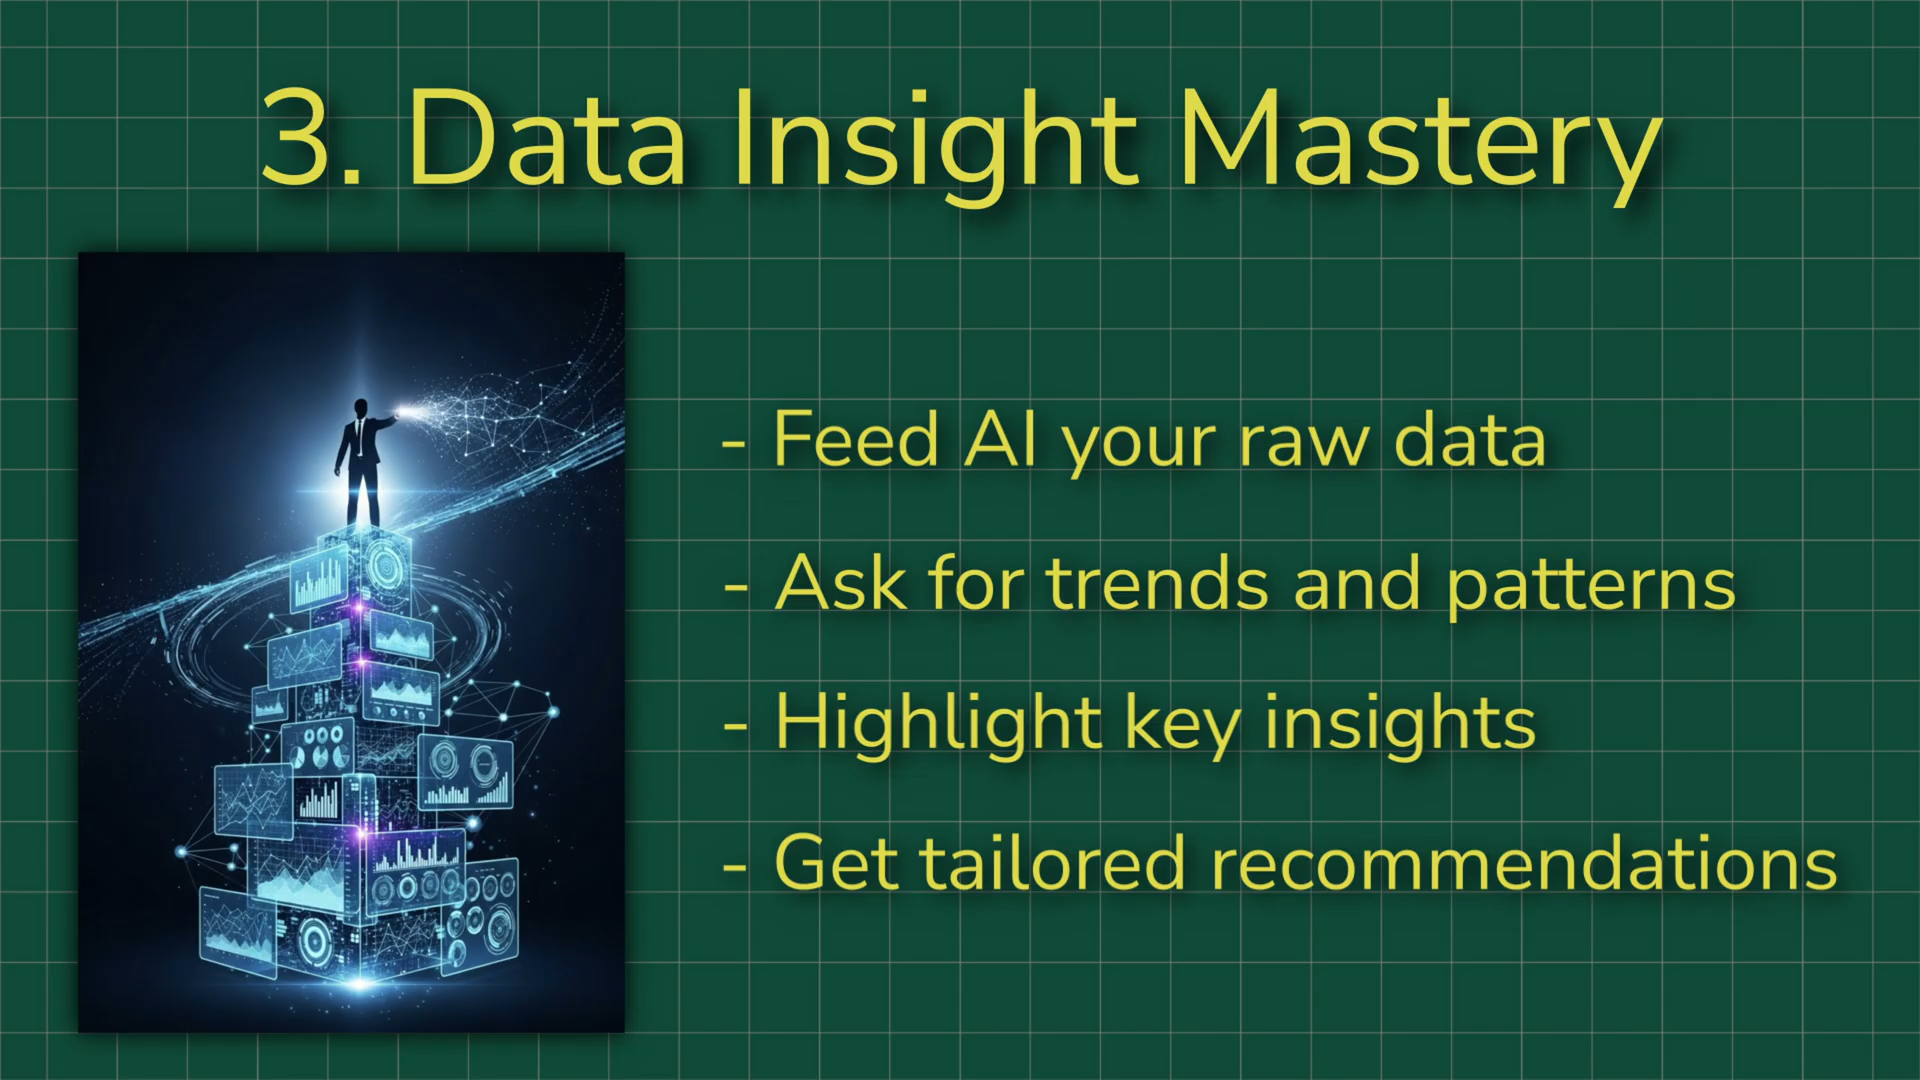 3. Data Insight Mastery
- Feed AI your raw data
- Ask for trends and patterns
- Highlight key insights
- Get tailored recommendations